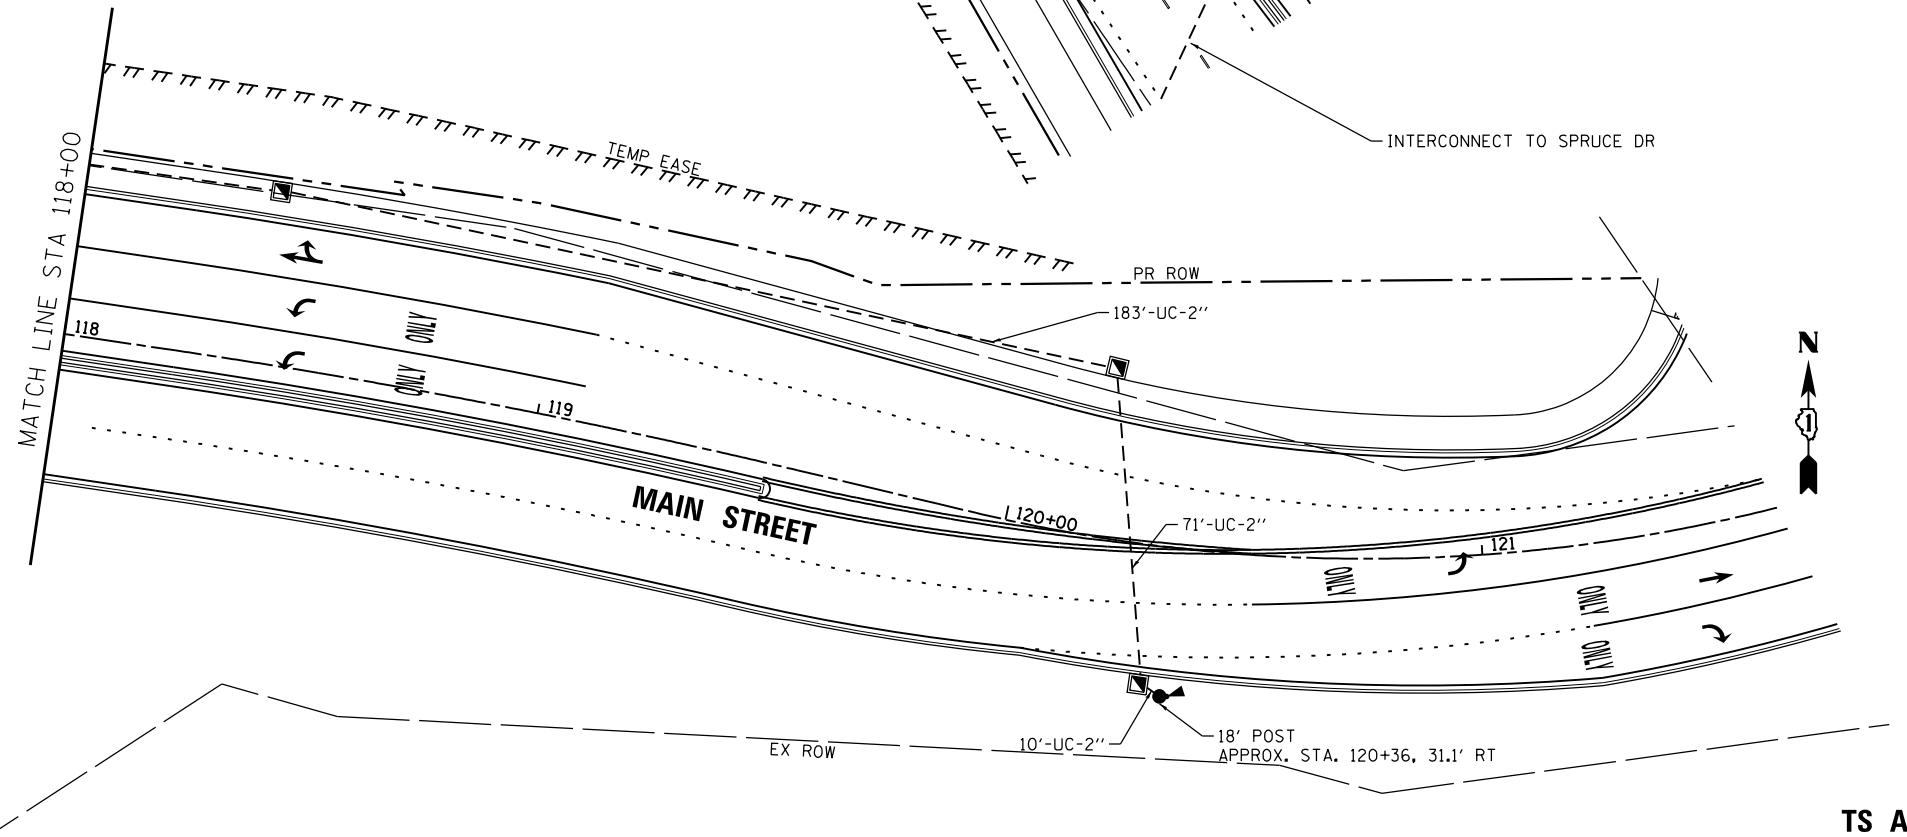 INTERCONNECT TO SPRUCE DR
TEMP EASE
MATCH LINE STA 118+00
PR ROW
183'-UC-2''
118
ONLY
ONLY
119
N
1
MAIN STREET
120+00
71'-UC-2''
121
ONLY
ONLY
ONLY
10'-UC-2''
18' POST
APPROX. STA. 120+36, 31.1' RT
EX ROW
TS A